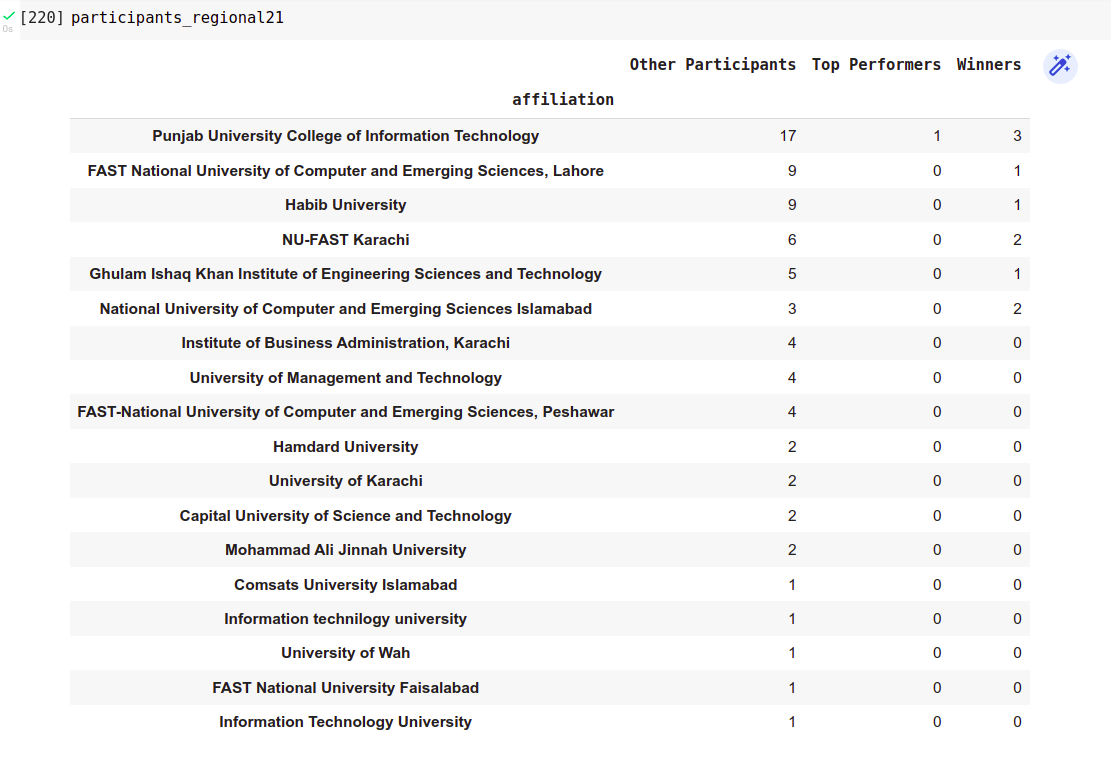 [220] participants_regional21
0s
Other Participants Top Performers Winners
affiliation
Punjab University College of Information Technology 17 1 3
FAST National University of Computer and Emerging Sciences, Lahore 9 0 1
Habib University 9 0 1
NU-FAST Karachi 6 0 2
Ghulam Ishaq Khan Institute of Engineering Sciences and Technology 5 0 1
National University of Computer and Emerging Sciences Islamabad 3 0 2
Institute of Business Administration, Karachi 4 0 0
University of Management and Technology 4 0 0
FAST-National University of Computer and Emerging Sciences, Peshawar 4 0 0
Hamdard University 2 0 0
University of Karachi 2 0 0
Capital University of Science and Technology 2 0 0
Mohammad Ali Jinnah University 2 0 0
Comsats University Islamabad 1 0 0
Information technilogy university 1 0 0
University of Wah 1 0 0
FAST National University Faisalabad 1 0 0
Information Technology University 1 0 0